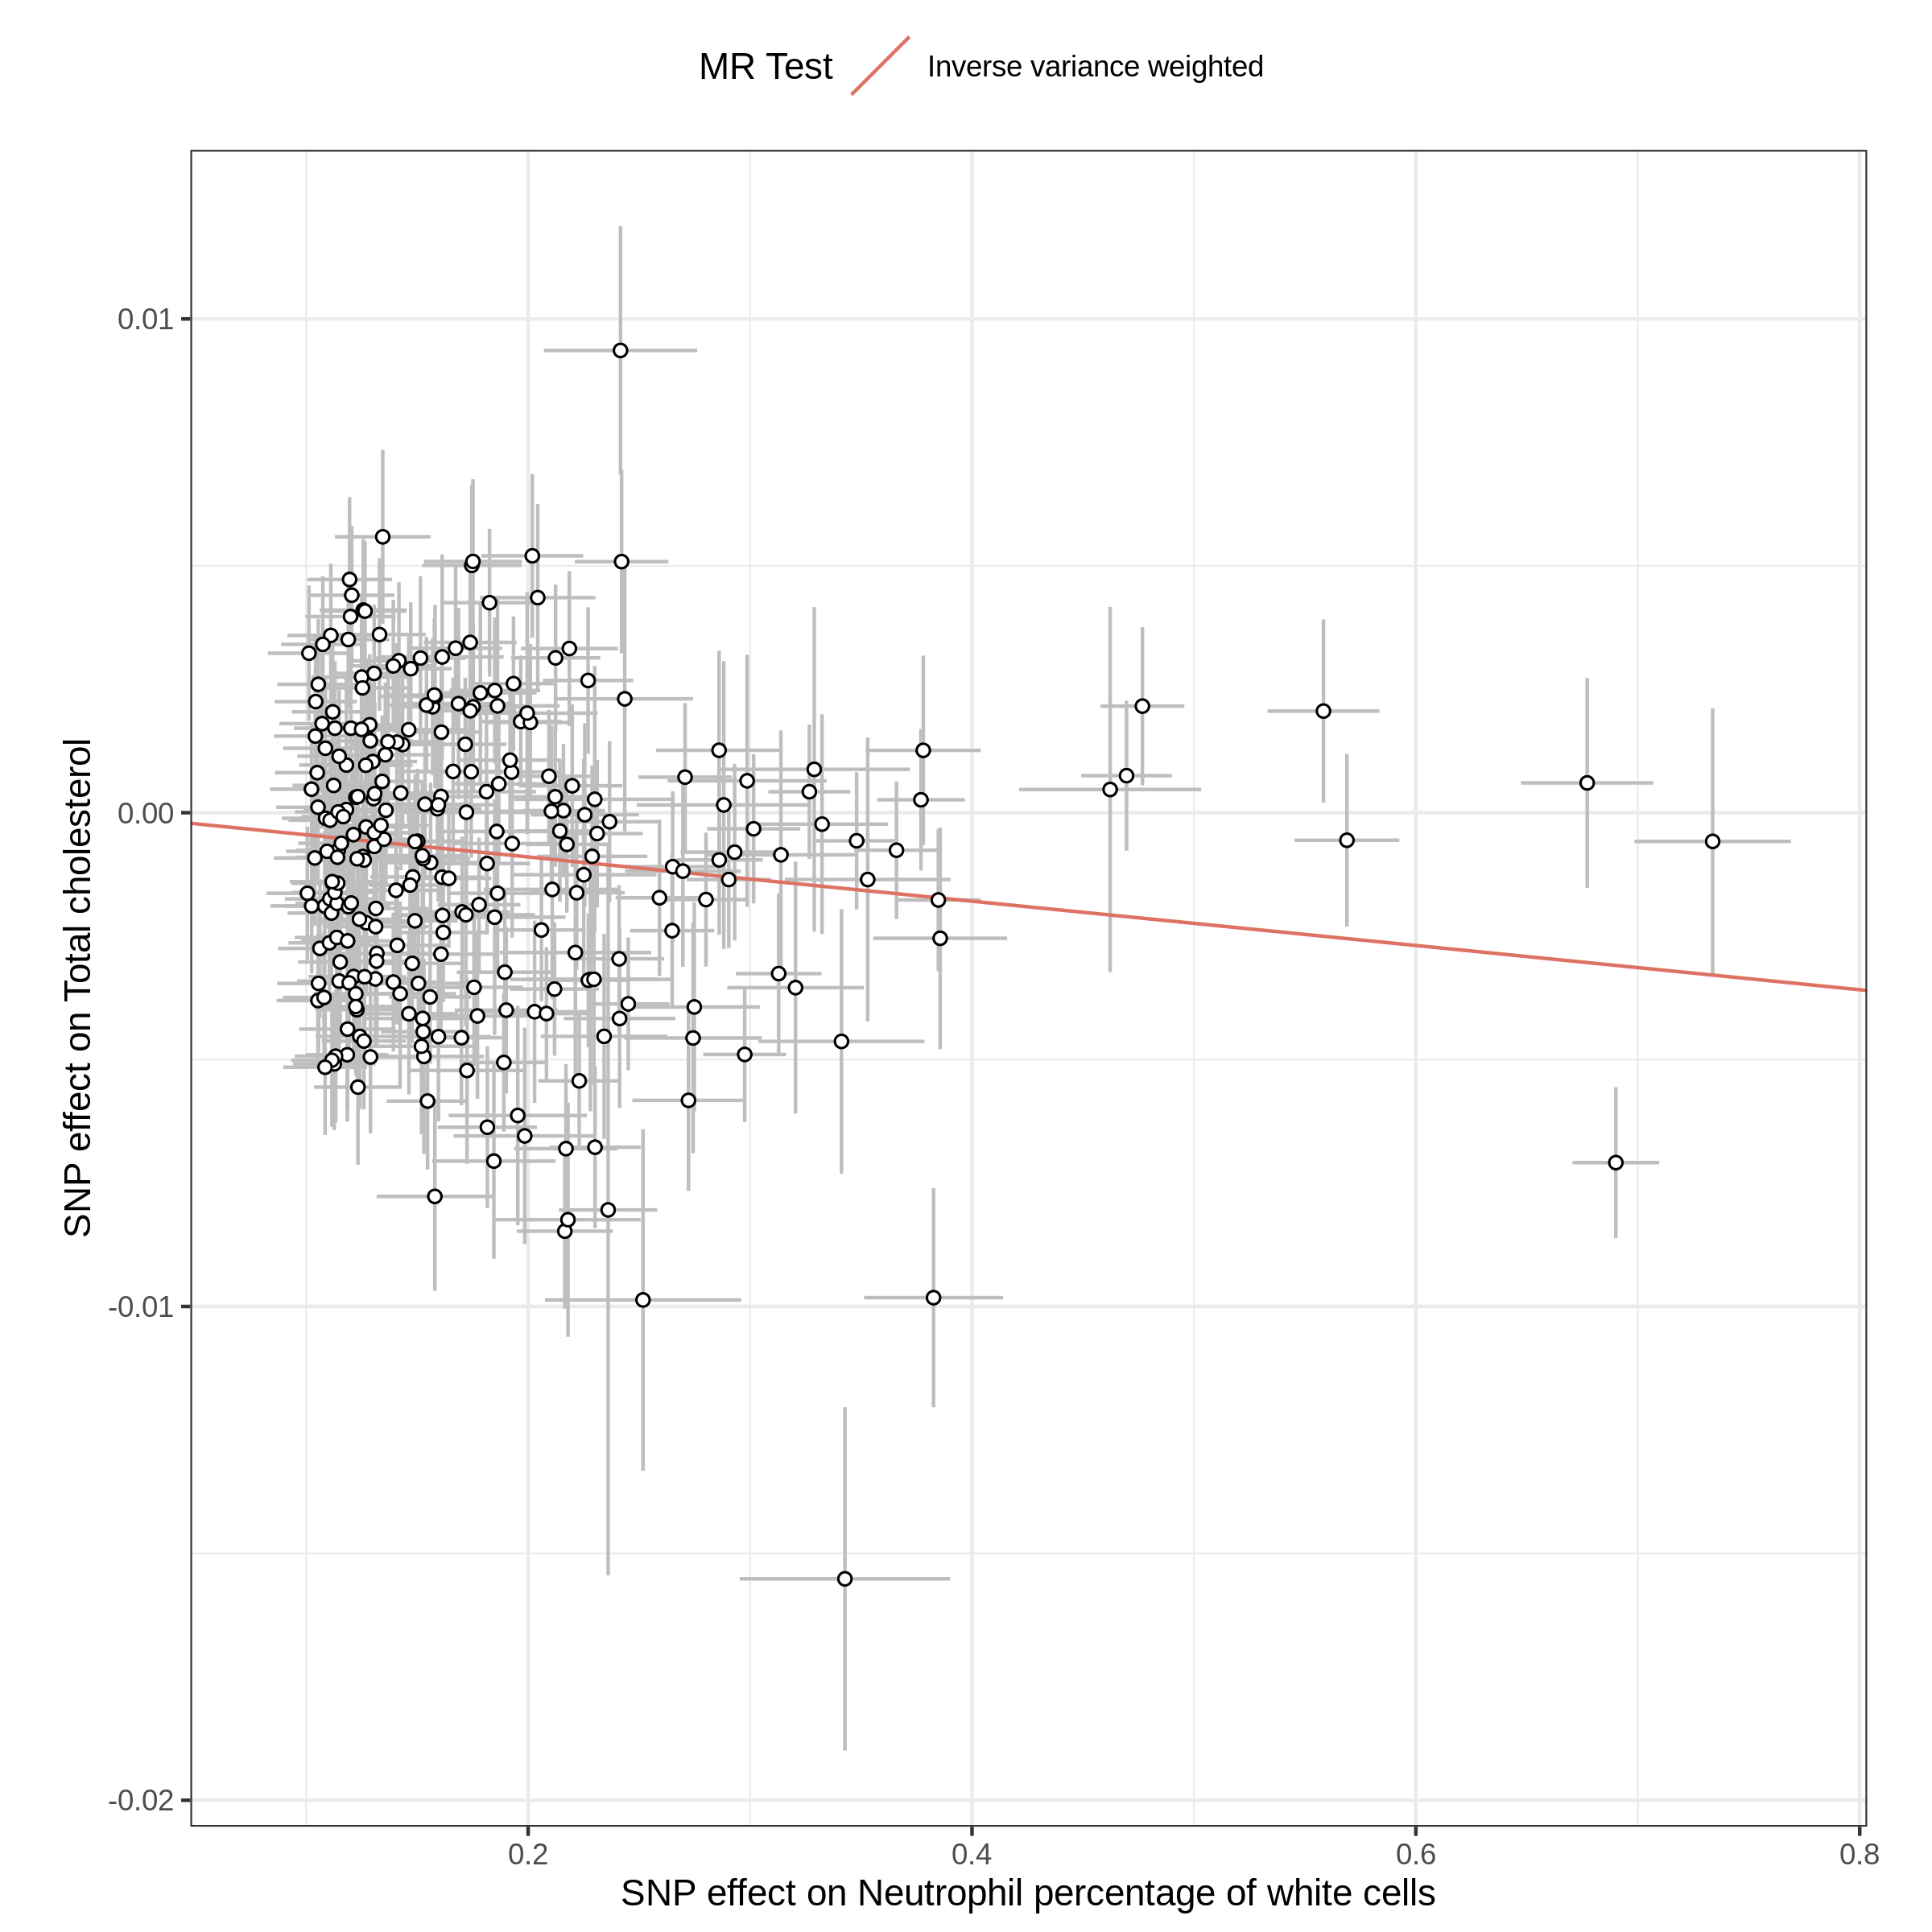 MR Test
Inverse variance weighted
SNP effect on Total cholesterol
0.01
0.00
-0.01
-0.02
0.2
0.4
0.6
0.8
SNP effect on Neutrophil percentage of white cells